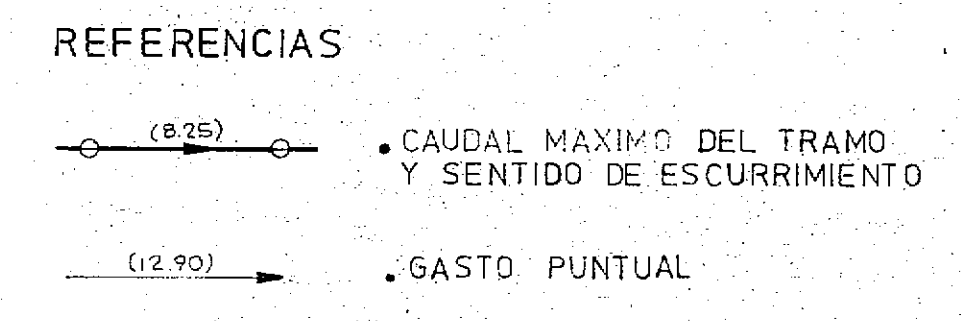 REFERENCIAS
(8.25)
• CAUDAL MAXIMO DEL TRAMO
Y SENTIDO DE ESCURRIMIENTO
(12.90)
• GASTO PUNTUAL